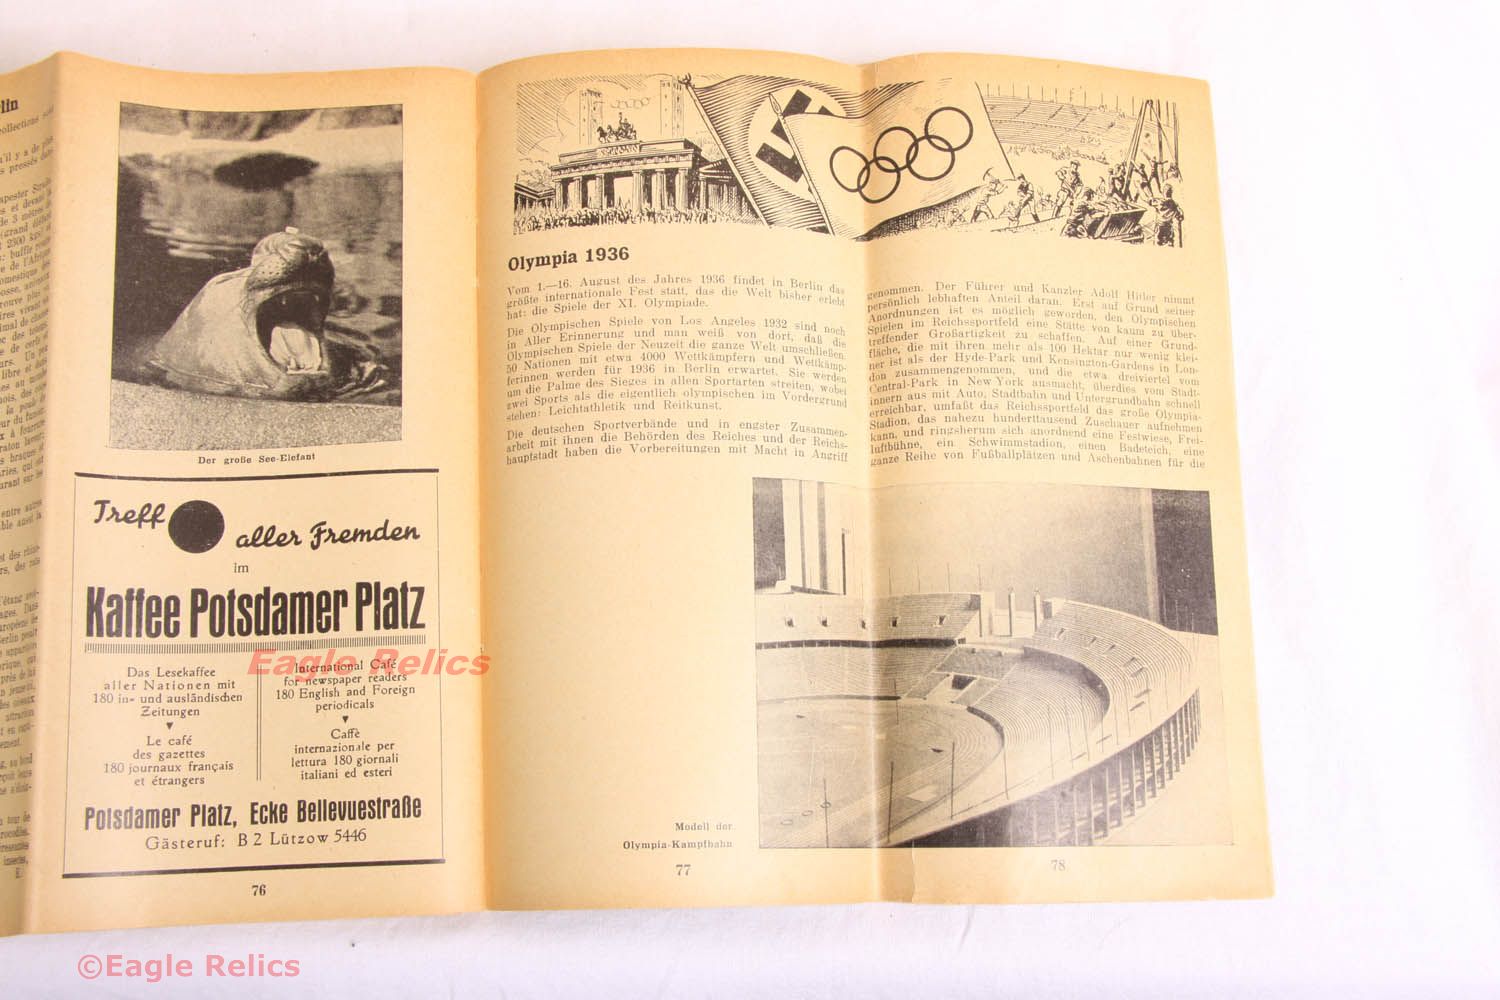 rlin
Der große See-Elefant
Treff aller Fremden
im
Kaffee Potsdamer Platz
Das Lesekaffee
aller Nationen mit
180 in- und ausländischen
Zeitungen
Le café
des gazettes
180 journaux français
et étrangers
International Café
for newspaper readers
180 English and Foreign
periodicals
Caffè
internazionale per
lettura 180 giornali
italiani ed esteri
Potsdamer Platz, Ecke Bellevuestraße
Gästeruf: B 2 Lützow 5446
76
Olympia 1936
Vom 1.—16. August des Jahres 1936 findet in Berlin das
größte internationale Fest statt, das die Welt bisher erlebt
hat: die Spiele der XI. Olympiade.
Die Olympischen Spiele von Los Angeles 1932 sind noch
in Aller Erinnerung und man weiß von dort, daß die
Olympischen Spiele der Neuzeit die ganze Welt umschließen.
50 Nationen mit etwa 4000 Wettkämpfern und Wettkämp-
ferinnen werden für 1936 in Berlin erwartet. Sie werden
um die Palme des Sieges in allen Sportarten streiten, wobei
zwei Sports als die eigentlich olympischen im Vordergrund
stehen: Leichtathletik und Reitkunst.
Die deutschen Sportverbände und in engster Zusammen-
arbeit mit ihnen die Behörden des Reiches und der Reichs-
hauptstadt haben die Vorbereitungen mit Macht in Angriff
genommen. Der Führer und Kanzler Adolf Hitler nimmt
persönlich lebhaften Anteil daran. Erst auf Grund seiner
Anordnungen ist es möglich geworden, den Olympischen
Spielen im Reichssportfeld eine Stätte von kaum zu über-
treffender Großartigkeit zu schaffen. Auf einer Grund-
fläche, die mit ihren mehr als 100 Hektar nur wenig klei-
ner ist als der Hyde-Park und Kensington-Gardens in Lon-
don zusammengenommen, und die etwa dreiviertel vom
Central-Park in New York ausmacht, überdies vom Stadt-
innern aus mit Auto, Stadtbahn und Untergrundbahn schnell
erreichbar, umfaßt das Reichssportfeld das große Olympia-
Stadion, das nahezu hunderttausend Zuschauer aufnehmen
kann, und ringsherum sich anordnend eine Festwiese, Frei-
luftbühne, ein Schwimmstadion, einen Badeteich, eine
ganze Reihe von Fußballplätzen und Aschenbahnen für die
Modell der
Olympia-Kampfbahn
77
78
Eagle Relics
©Eagle Relics